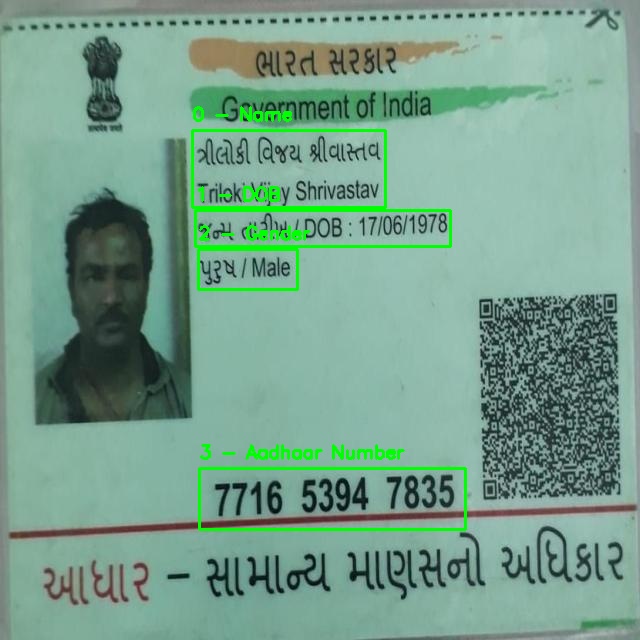 ભારત સરકાર
Government of India
0 - Name
ત્રીલોકી વિજય શ્રીવાસ્તવ
Triloki Vijay Shrivastav
1 - DOB
જન્મ તારીખ / DOB : 17/06/1978
2 - Gender
પુરુષ / Male
3 - Aadhaar Number
7716 5394 7835
આધાર – સામાન્ય માણસનો અધિકાર